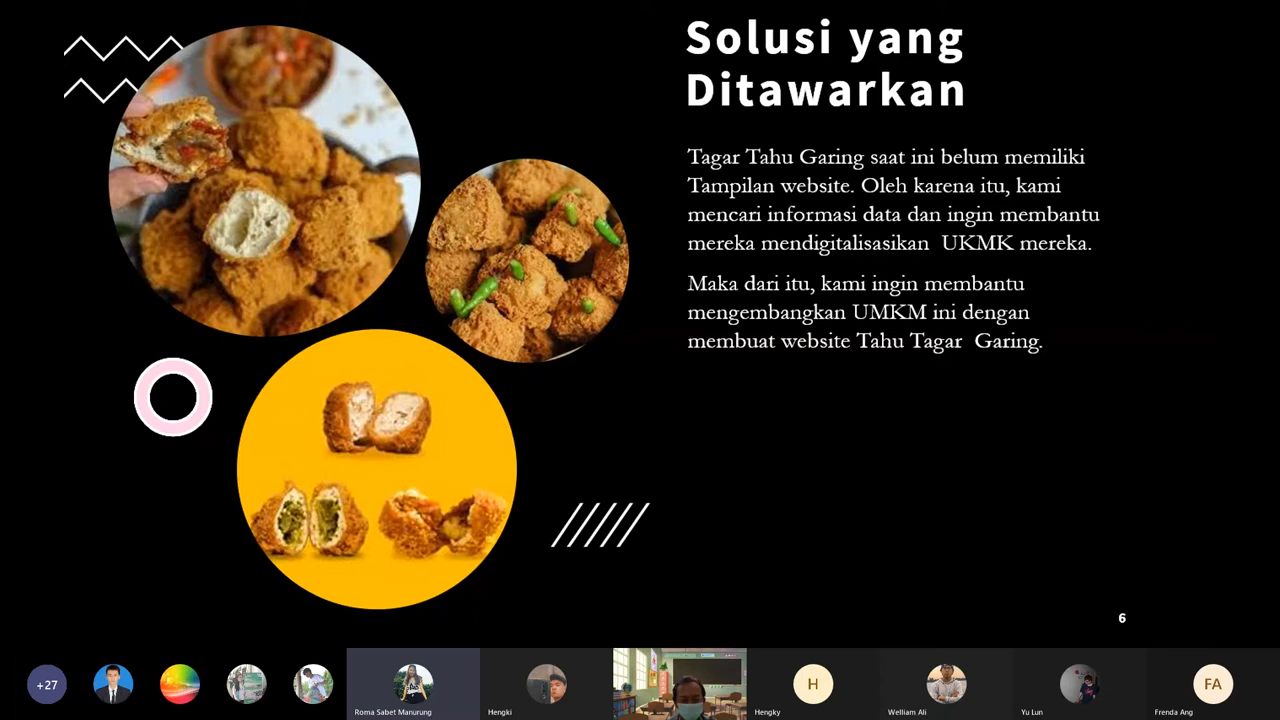 Solusi yang
Ditawarkan
Tagar Tahu Garing saat ini belum memiliki
Tampilan website. Oleh karena itu, kami
mencari informasi data dan ingin membantu
mereka mendigitalisasikan UKMK mereka.
Maka dari itu, kami ingin membantu
mengembangkan UMKM ini dengan
membuat website Tahu Tagar Garing.
6
+27
Roma Sabet Manurung
Hengki
H
Hengky
Welliam Ali
Yu Lun
FA
Frenda Ang